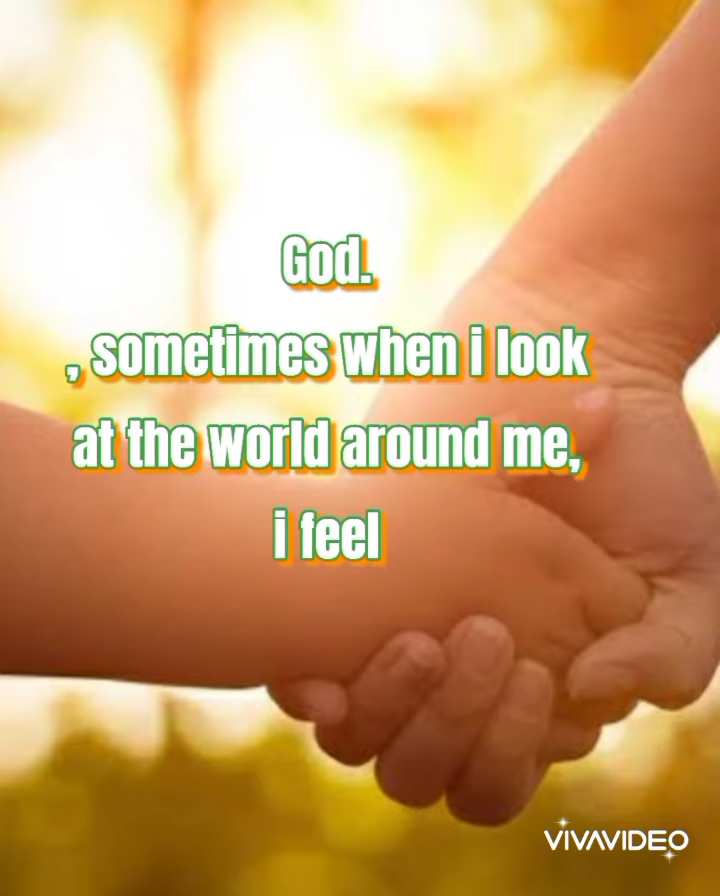 God.
, sometimes when i look
at the world around me,
i feel
VIVAVIDEO